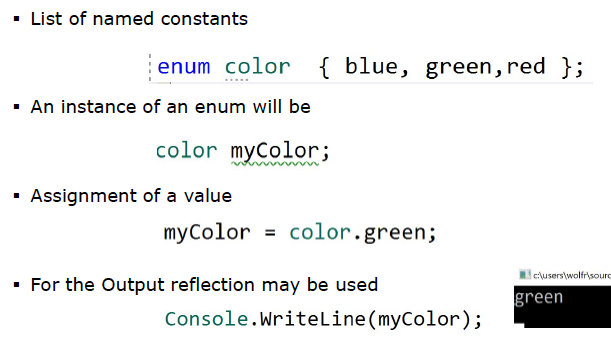 ▪ List of named constants
enum color { blue, green,red };
▪ An instance of an enum will be
color myColor;
▪ Assignment of a value
myColor = color.green;
▪ For the Output reflection may be used
c:\users\wolfr\sourc
green
Console.WriteLine(myColor);